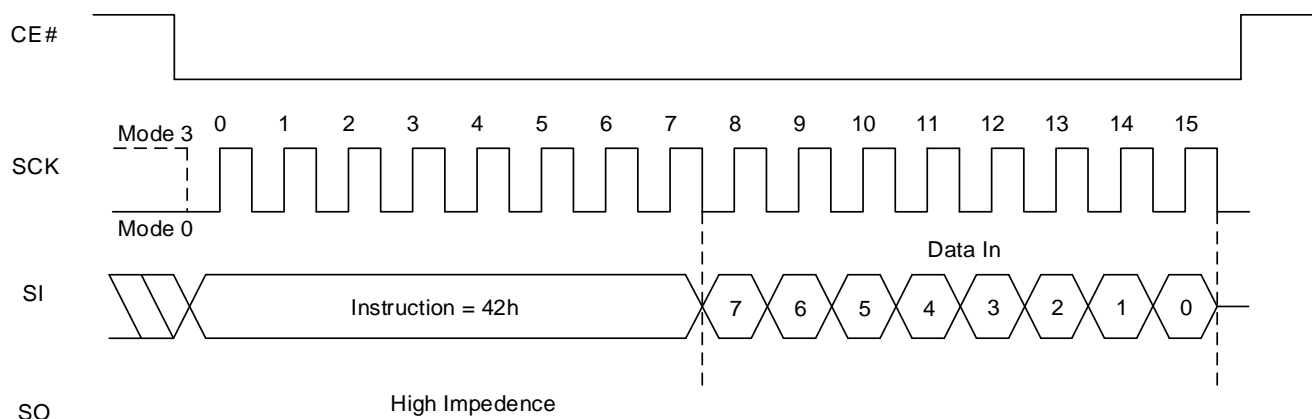 CE#
0 1 2 3 4 5 6 7 8 9 10 11 12 13 14 15
Mode 3
SCK
Mode 0
Data In
SI
Instruction = 42h
7 6 5 4 3 2 1 0
High Impedence
SO